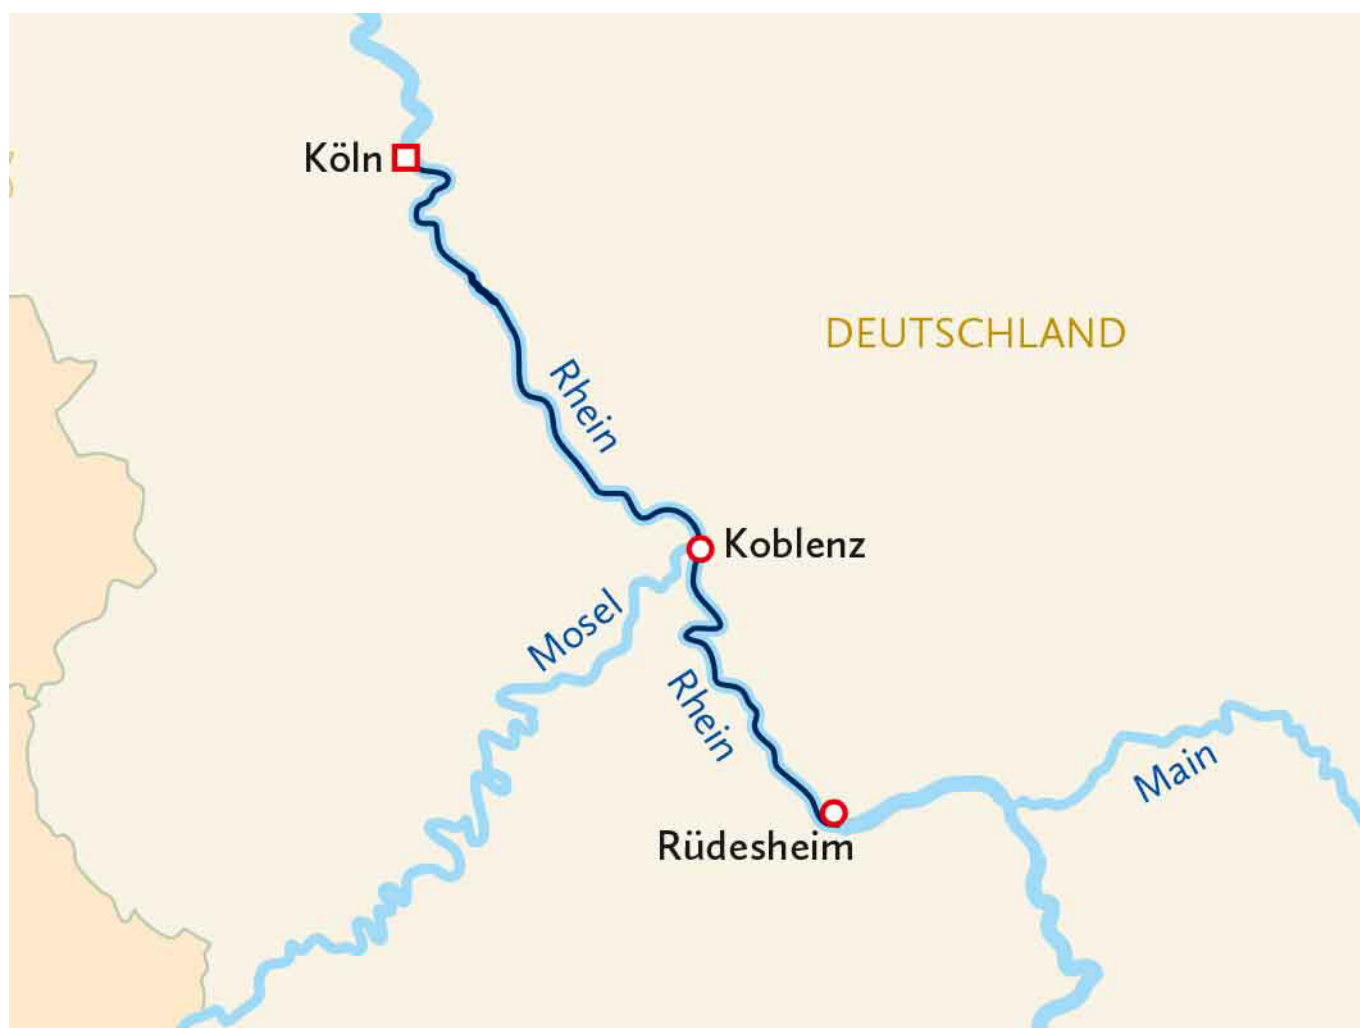 Köln
DEUTSCHLAND
Rhein
Koblenz
Mosel
Rhein
Main
Rüdesheim